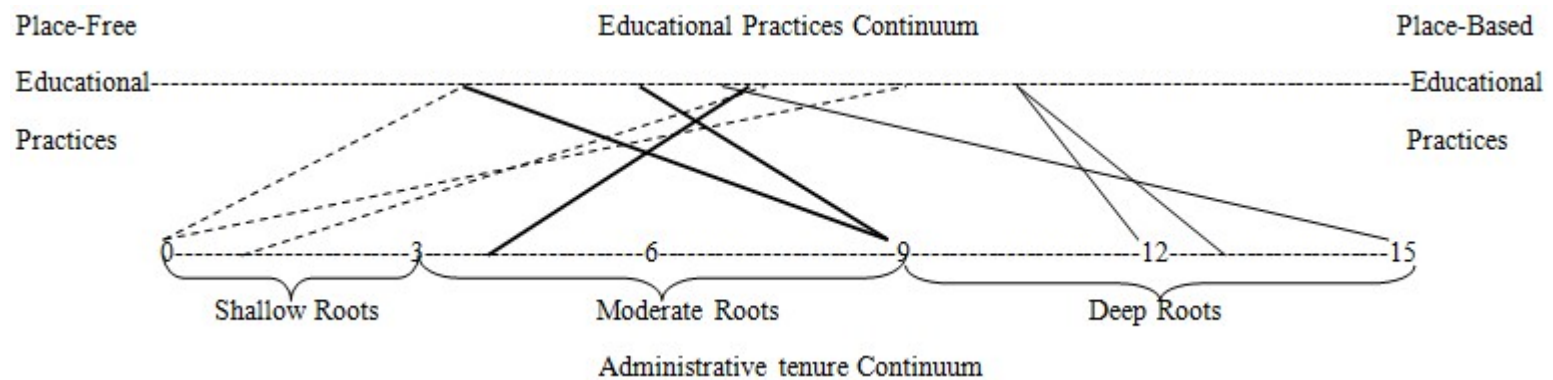 Place-Free Educational Practices Continuum Place-Based
Educational Educational
Practices Practices
0 3 6 9 12 15
Shallow Roots Moderate Roots Deep Roots
Administrative tenure Continuum